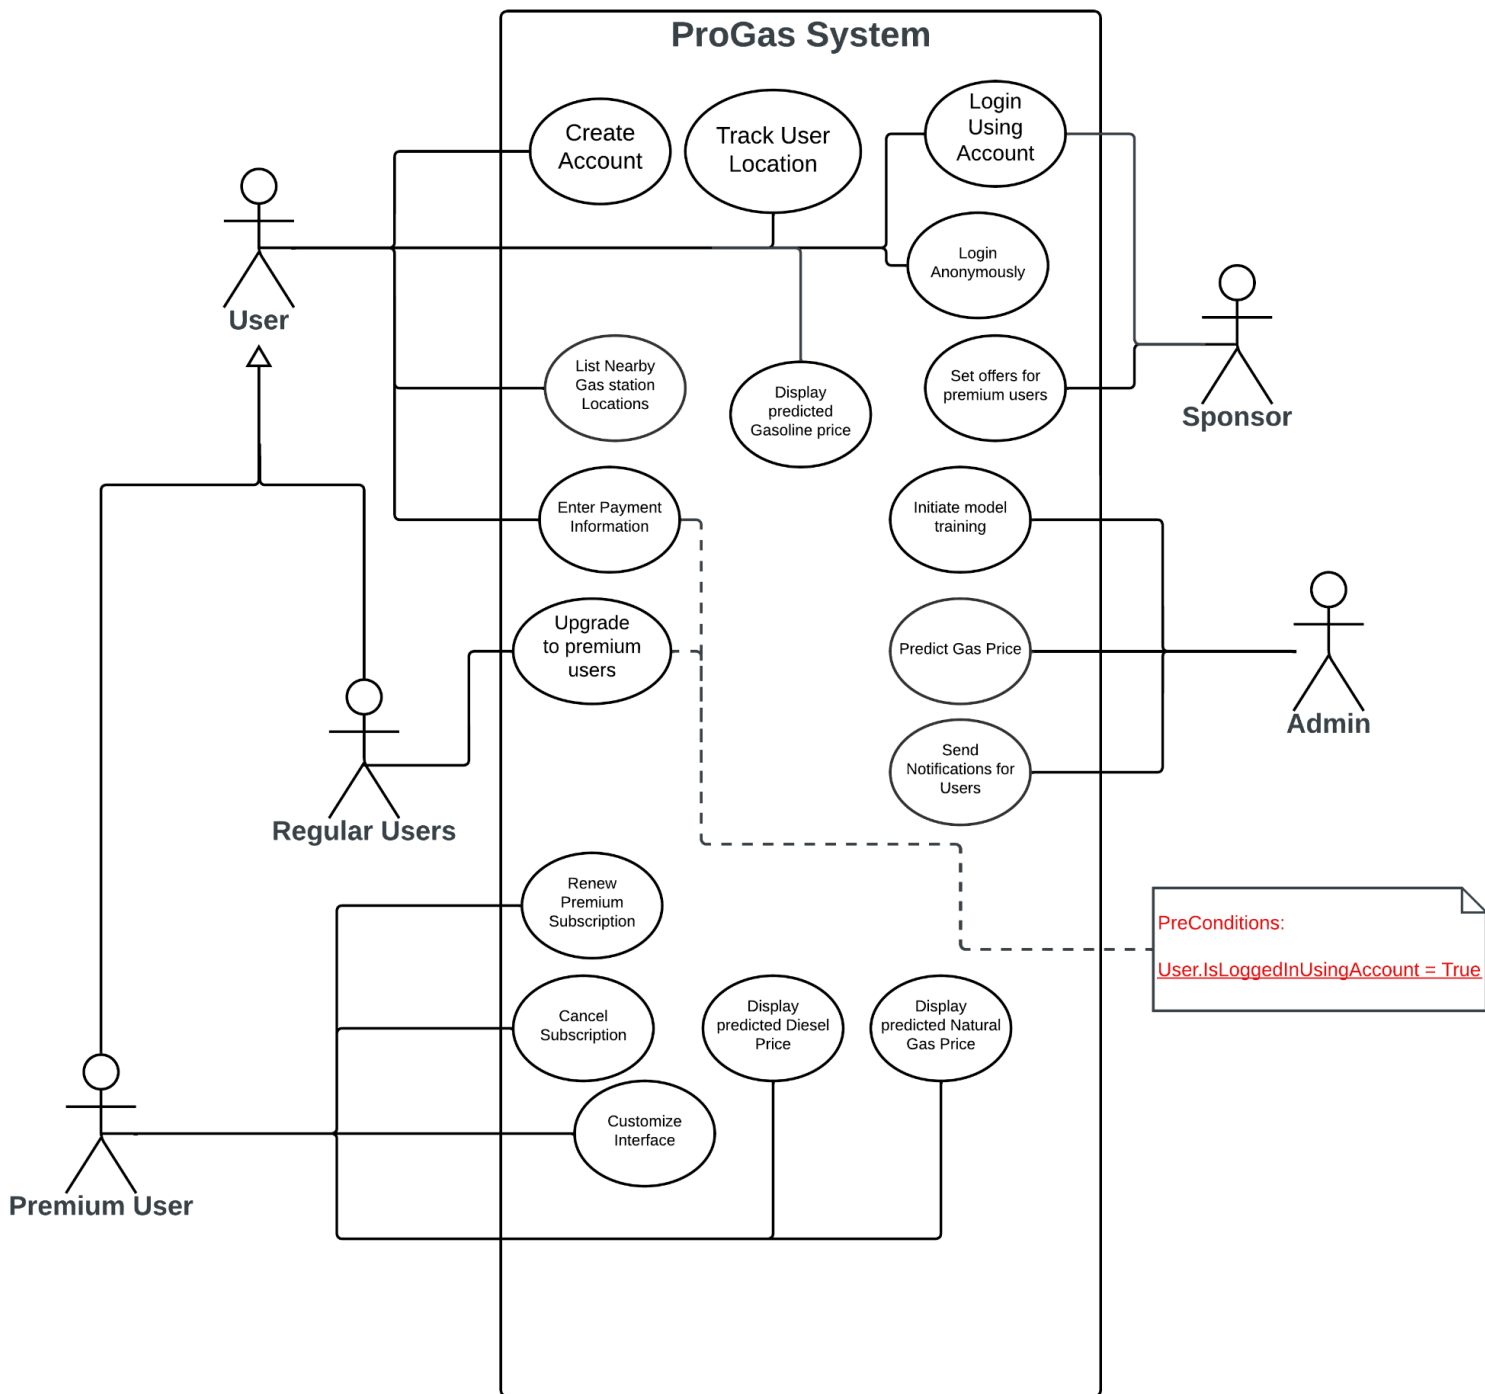 ProGas System
Create
Account
Track User
Location
Login
Using
Account
Login
Anonymously
User
List Nearby
Gas station
Locations
Display
predicted
Gasoline price
Set offers for
premium users
Sponsor
Enter Payment
Information
Initiate model
training
Upgrade
to premium
users
Predict Gas Price
Admin
Send
Notifications for
Users
Regular Users
Renew
Premium
Subscription
PreConditions:
User.IsLoggedInUsingAccount = True
Cancel
Subscription
Display
predicted Diesel
Price
Display
predicted Natural
Gas Price
Customize
Interface
Premium User